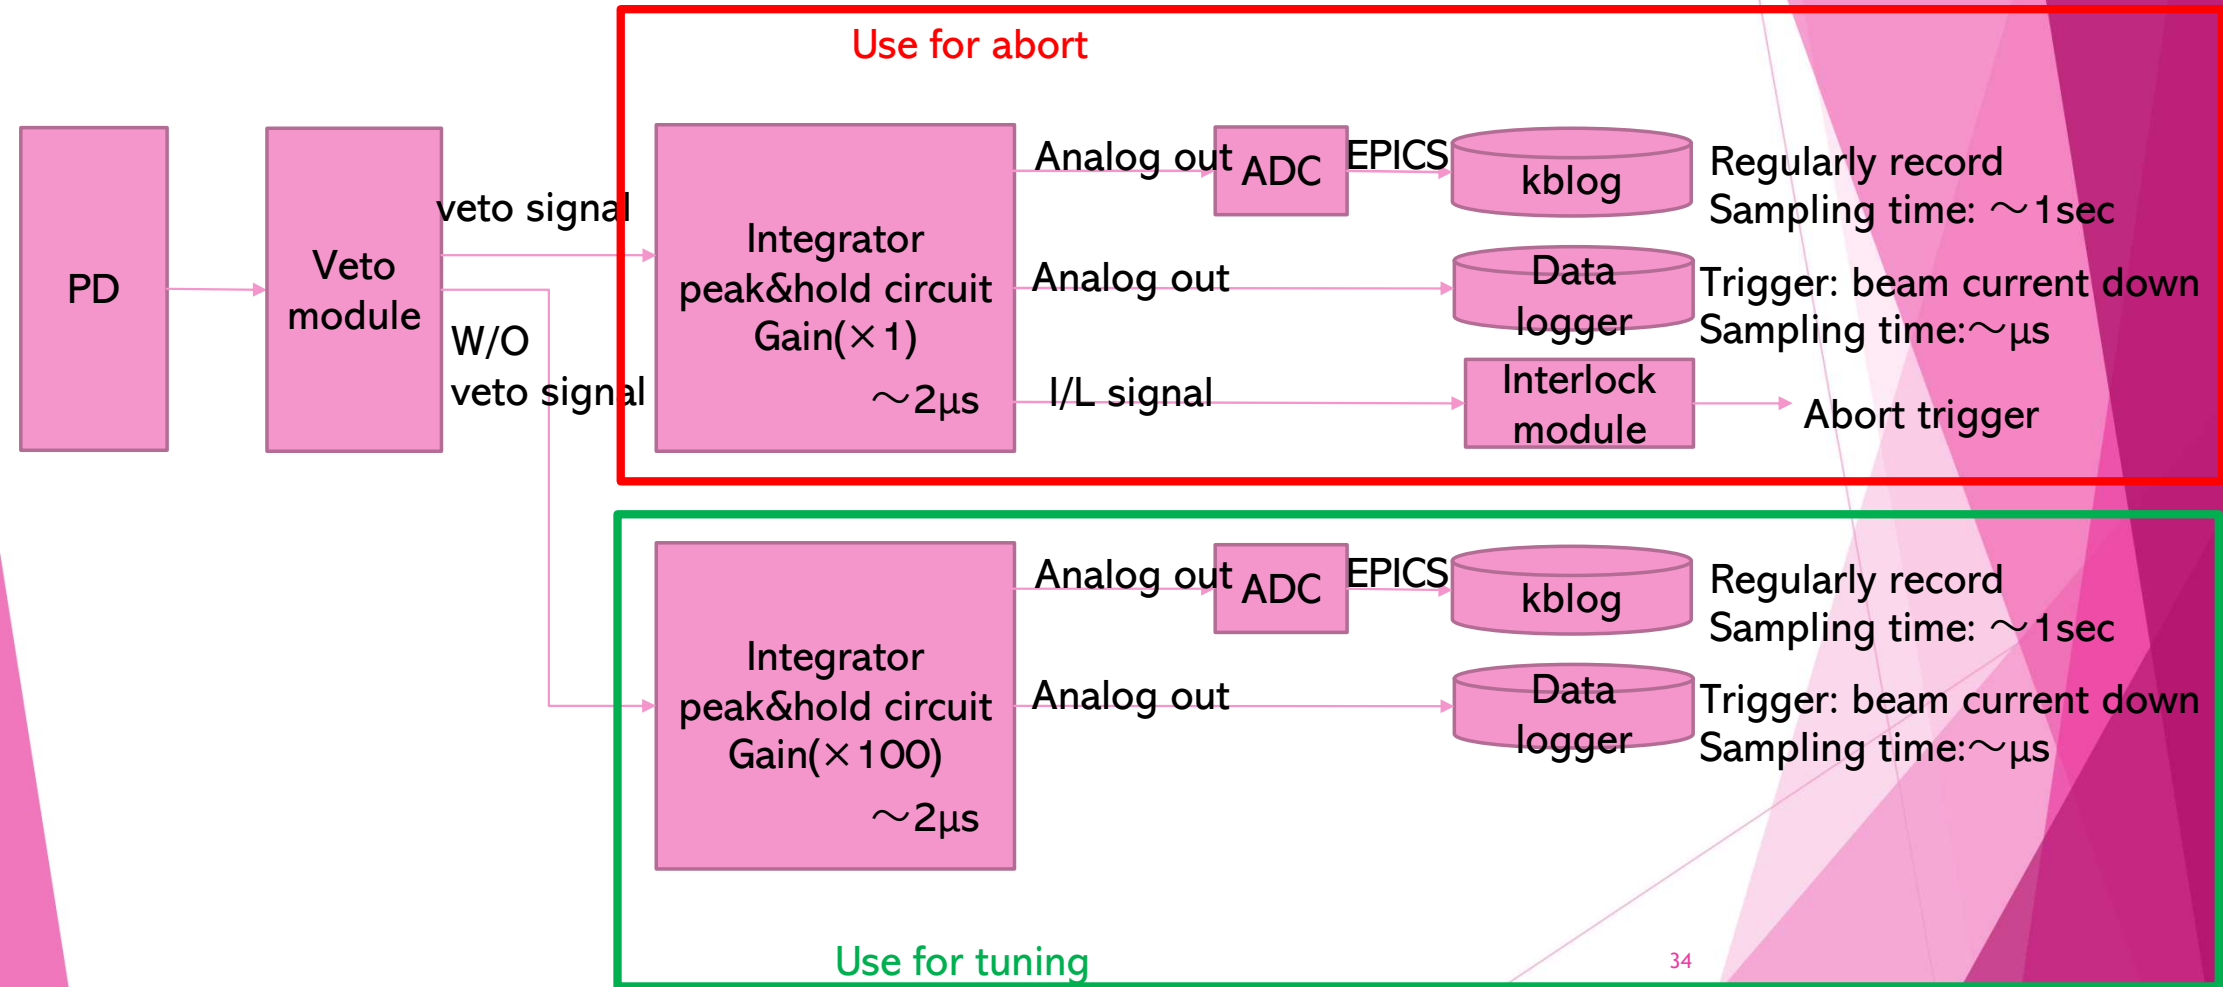 Use for abort
PD
Veto
module
veto signal
W/O
veto signal
Integrator
peak&hold circuit
Gain(×1)
～2μs
Analog out
ADC
EPICS
kblog
Regularly record
Sampling time: ～1sec
Analog out
Data
logger
Trigger: beam current down
Sampling time:～μs
I/L signal
Interlock
module
Abort trigger
Integrator
peak&hold circuit
Gain(×100)
～2μs
Analog out
ADC
EPICS
kblog
Regularly record
Sampling time: ～1sec
Analog out
Data
logger
Trigger: beam current down
Sampling time:～μs
Use for tuning
34